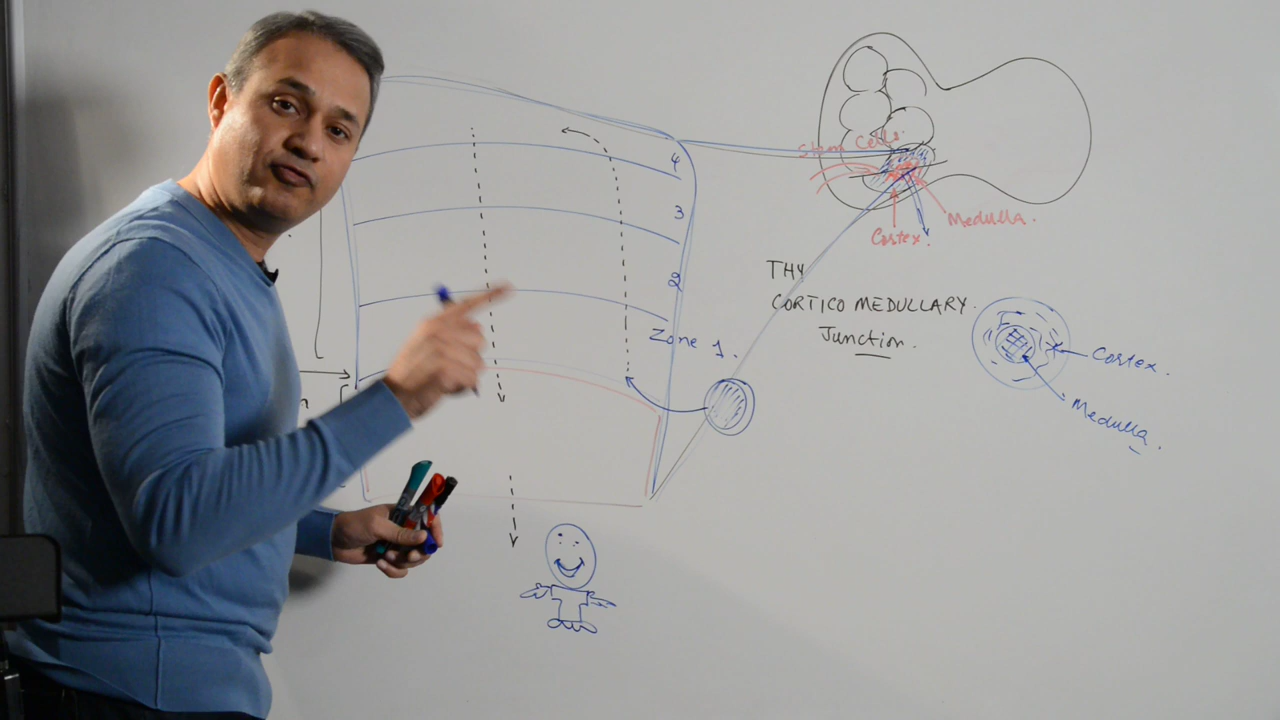 4
3
2
Zone 1.
Stem Cells.
Medulla.
Cortex.
THY
CORTICO MEDULLARY
Junction.
Cortex.
Medulla.